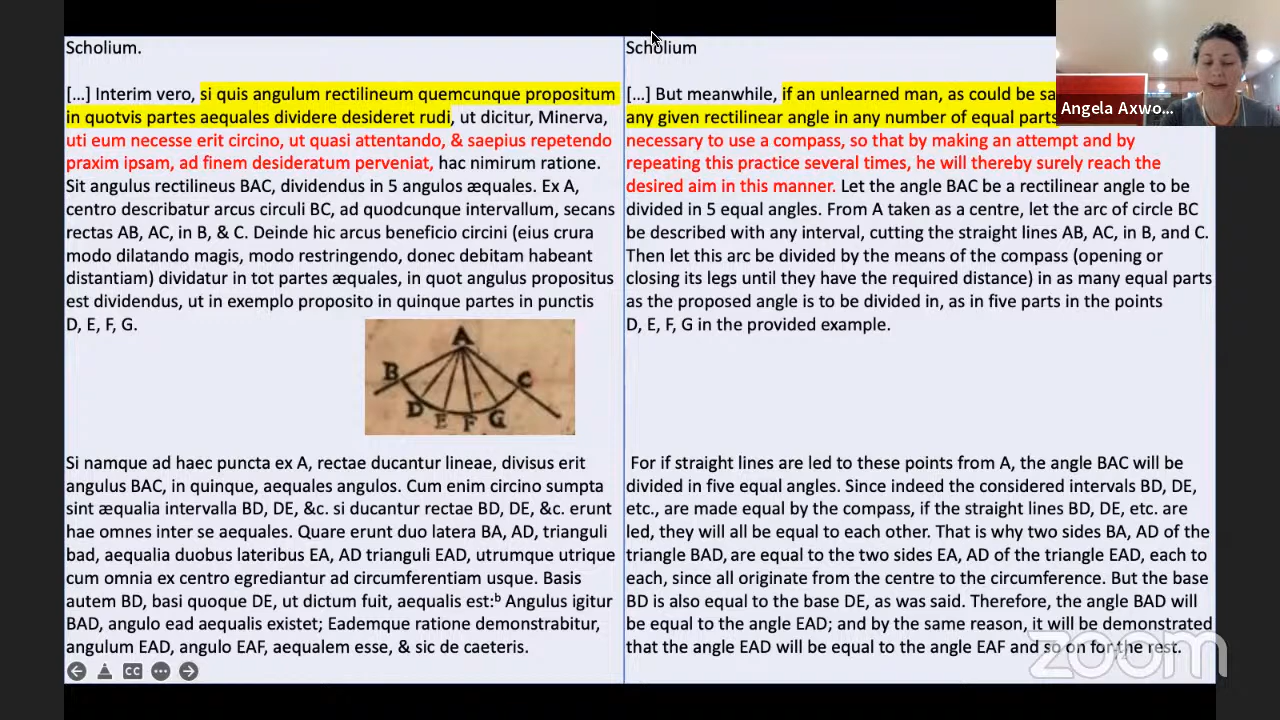 Scholium.
[...] Interim vero, si quis angulum rectilineum quemcunque propositum
in quotvis partes aequales dividere desideret rudi, ut dicitur, Minerva,
uti eum necesse erit circino, ut quasi attentando, & saepius repetendo
praxim ipsam, ad finem desideratum perveniat, hac nimirum ratione.
Sit angulus rectilineus BAC, dividendus in 5 angulos æquales. Ex A,
centro describatur arcus circuli BC, ad quodcunque intervallum, secans
rectas AB, AC, in B, & C. Deinde hic arcus beneficio circini (eius crura
modo dilatando magis, modo restringendo, donec debitam habeant
distantiam) dividatur in tot partes æquales, in quot angulus propositus
est dividendus, ut in exemplo proposito in quinque partes in punctis
D, E, F, G.
A
B
C
D
E
F
G
Si namque ad haec puncta ex A, rectae ducantur lineae, divisus erit
angulus BAC, in quinque, aequales angulos. Cum enim circino sumpta
sint æqualia intervalla BD, DE, &c. si ducantur rectae BD, DE, &c. erunt
hae omnes inter se aequales. Quare erunt duo latera BA, AD, trianguli
bad, aequalia duobus lateribus EA, AD trianguli EAD, utrumque utrique
cum omnia ex centro egrediantur ad circumferentiam usque. Basis
autem BD, basi quoque DE, ut dictum fuit, aequalis est:ᵇ Angulus igitur
BAD, angulo ead aequalis existet; Eademque ratione demonstrabitur,
angulum EAD, angulo EAF, aequalem esse, & sic de caeteris.
Scholium
[...] But meanwhile, if an unlearned man, as could be
any given rectilinear angle in any number of equal parts
necessary to use a compass, so that by making an attempt and by
repeating this practice several times, he will thereby surely reach the
desired aim in this manner. Let the angle BAC be a rectilinear angle to be
divided in 5 equal angles. From A taken as a centre, let the arc of circle BC
be described with any interval, cutting the straight lines AB, AC, in B, and C.
Then let this arc be divided by the means of the compass (opening or
closing its legs until they have the required distance) in as many equal parts
as the proposed angle is to be divided in, as in five parts in the points
D, E, F, G in the provided example.
For if straight lines are led to these points from A, the angle BAC will be
divided in five equal angles. Since indeed the considered intervals BD, DE,
etc., are made equal by the compass, if the straight lines BD, DE, etc. are
led, they will all be equal to each other. That is why two sides BA, AD of the
triangle BAD, are equal to the two sides EA, AD of the triangle EAD, each to
each, since all originate from the centre to the circumference. But the base
BD is also equal to the base DE, as was said. Therefore, the angle BAD will
be equal to the angle EAD; and by the same reason, it will be demonstrated
that the angle EAD will be equal to the angle EAF and so on for the rest.
Angela Axwo...
CC
zoom